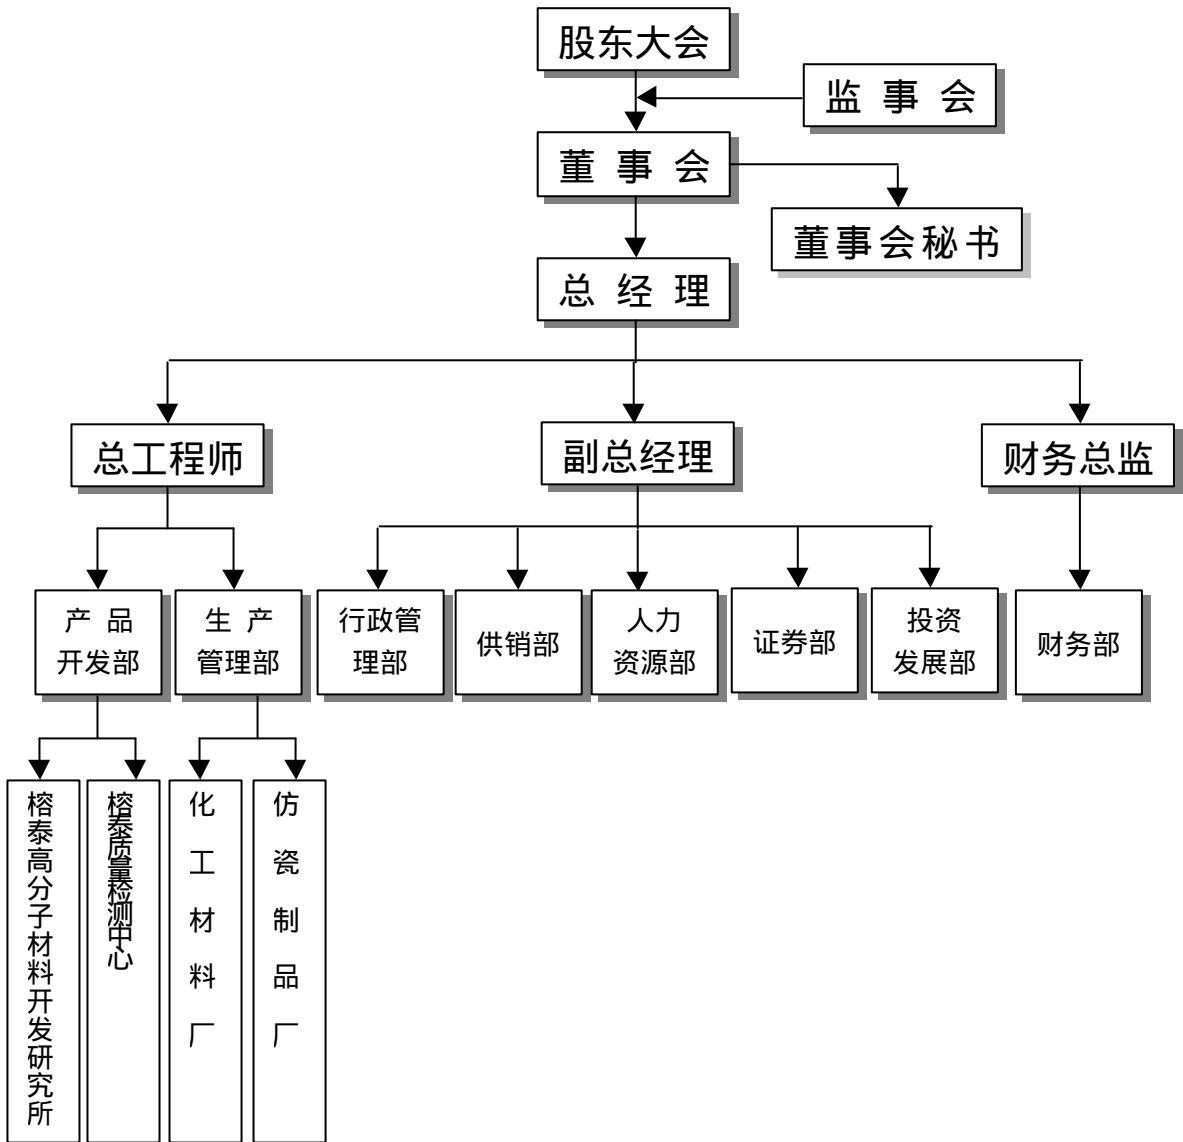 股东大会
监 事 会
董 事 会
董事会秘书
总 经 理
总工程师
副总经理
财务总监
产 品
开发部
生 产
管理部
行政管
理部
供销部
人力
资源部
证券部
投资
发展部
财务部
榕泰高分子材料开发研究所
榕泰质量检测中心
化工材料厂
仿瓷制品厂